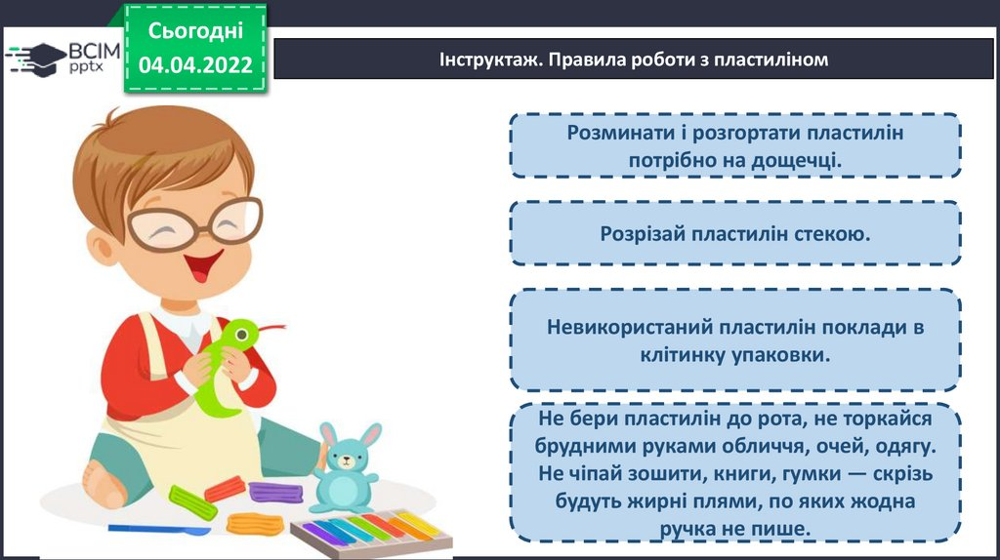 Сьогодні
04.04.2022
BCIM
pptx
Інструктаж. Правила роботи з пластиліном
Розминати і розгортати пластилін
потрібно на дощечці.
Розрізай пластилін стекою.
Невикористаний пластилін поклади в
клітинку упаковки.
Не бери пластилін до рота, не торкайся
брудними руками обличчя, очей, одягу.
Не чіпай зошити, книги, гумки — скрізь
будуть жирні плями, по яких жодна
ручка не пише.